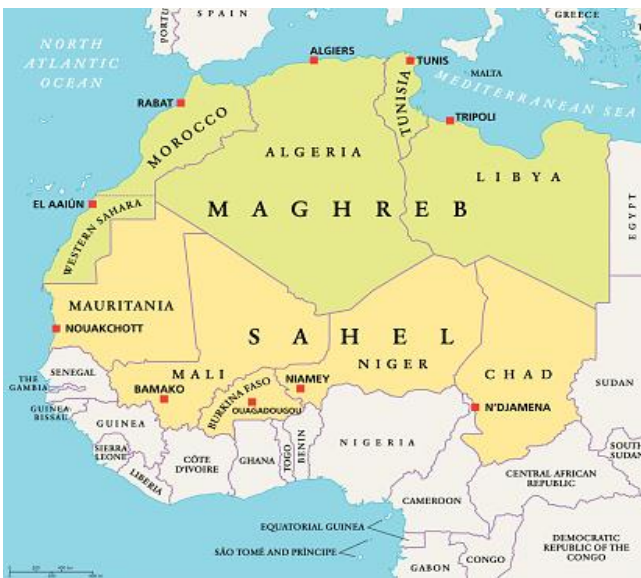 PORTU
SPAIN
GREECE
T
NORTH
ATLANTIC
OCEAN
ALGIERS
TUNIS
MALTA
MEDITERRANEAN SEA
RABAT
TUNISIA
TRIPOLI
MOROCCO
ALGERIA
LIBYA
EGYPT
EL AAIÚN
MAGHREB
WESTERN SAHARA
MAURITANIA
NOUAKCHOTT
SAHEL
MALI
NIGER
CHAD
SENEGAL
THE
GAMBIA
BAMAKO
BURKINA FASO
NIAMEY
OUAGADOUGOU
N'DJAMENA
SUDAN
GUINEA
BISSAU
GUINEA
SIERRA
LEONE
LIBERIA
CÔTE
D'IVOIRE
GHANA
TOGO
BENIN
NIGERIA
SOUTH
SUDAN
CENTRAL AFRICAN
REPUBLIC
CAMEROON
EQUATORIAL GUINEA
SÃO TOMÉ AND PRÍNCIPE
GABON
CONGO
DEMOCRATIC
REPUBLIC OF THE
CONGO